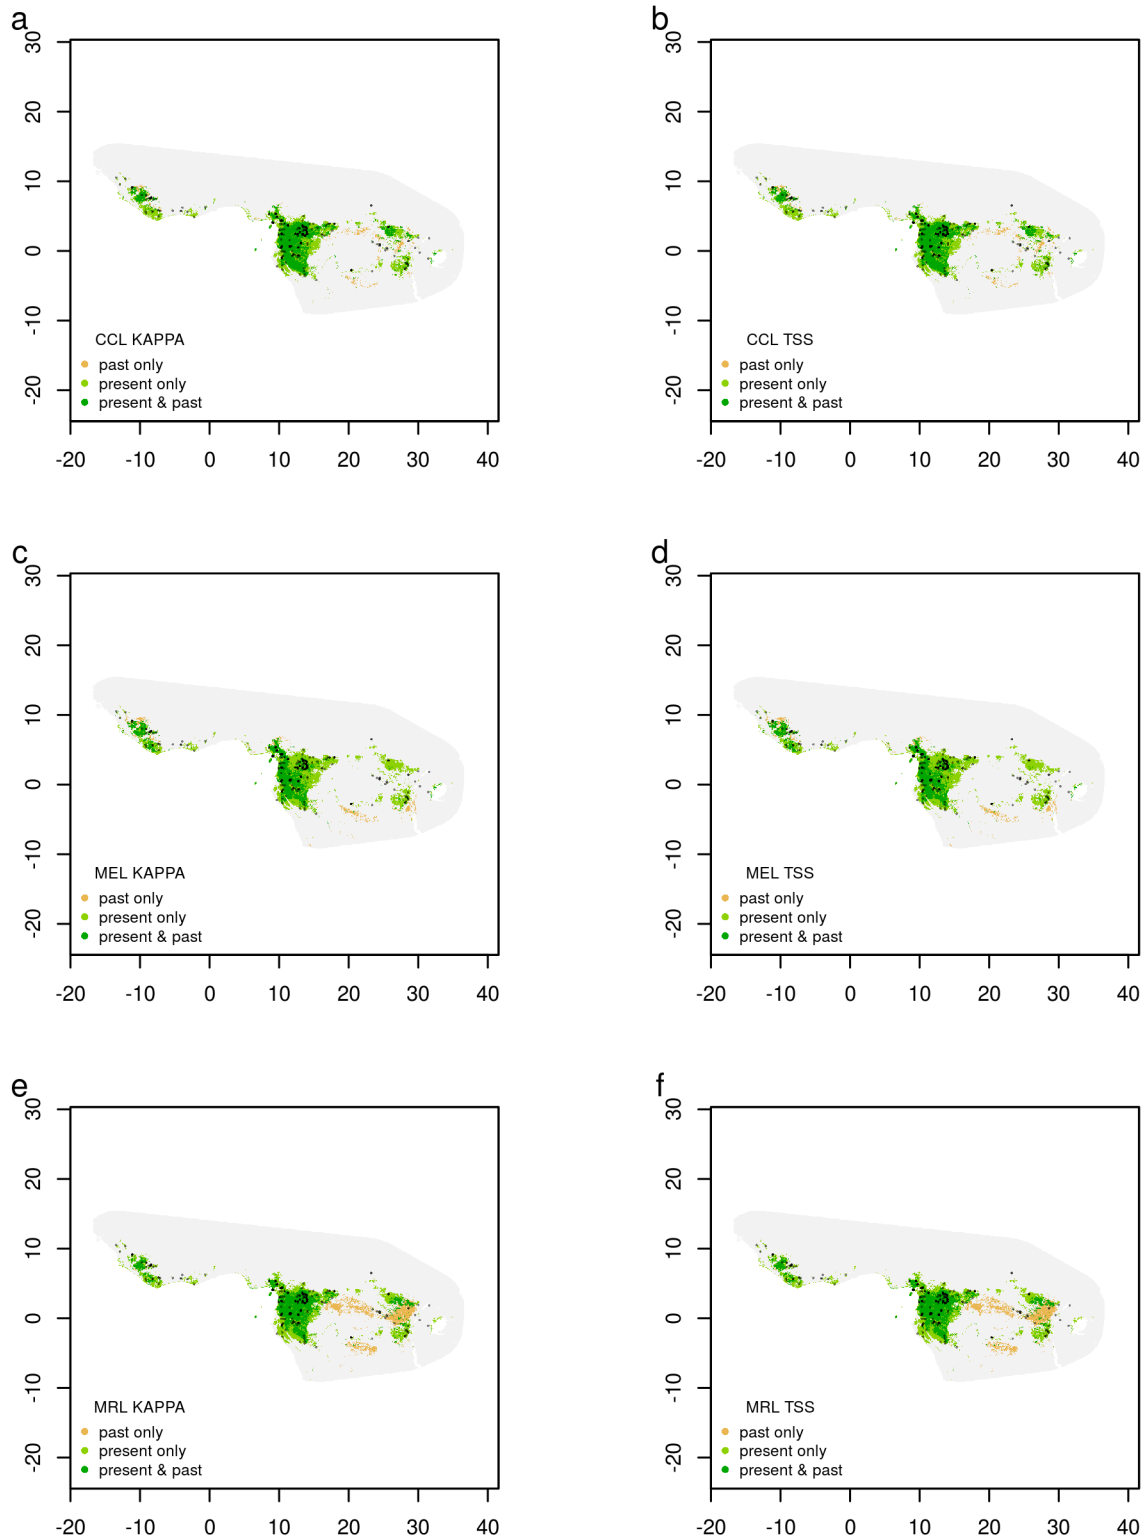 a
30
20
10
0
-10
-20
CCL KAPPA
past only
present only
present & past
-20 -10 0 10 20 30 40
b
30
20
10
0
-10
-20
CCL TSS
past only
present only
present & past
-20 -10 0 10 20 30 40
c
30
20
10
0
-10
-20
MEL KAPPA
past only
present only
present & past
-20 -10 0 10 20 30 40
d
30
20
10
0
-10
-20
MEL TSS
past only
present only
present & past
-20 -10 0 10 20 30 40
e
30
20
10
0
-10
-20
MRL KAPPA
past only
present only
present & past
-20 -10 0 10 20 30 40
f
30
20
10
0
-10
-20
MRL TSS
past only
present only
present & past
-20 -10 0 10 20 30 40